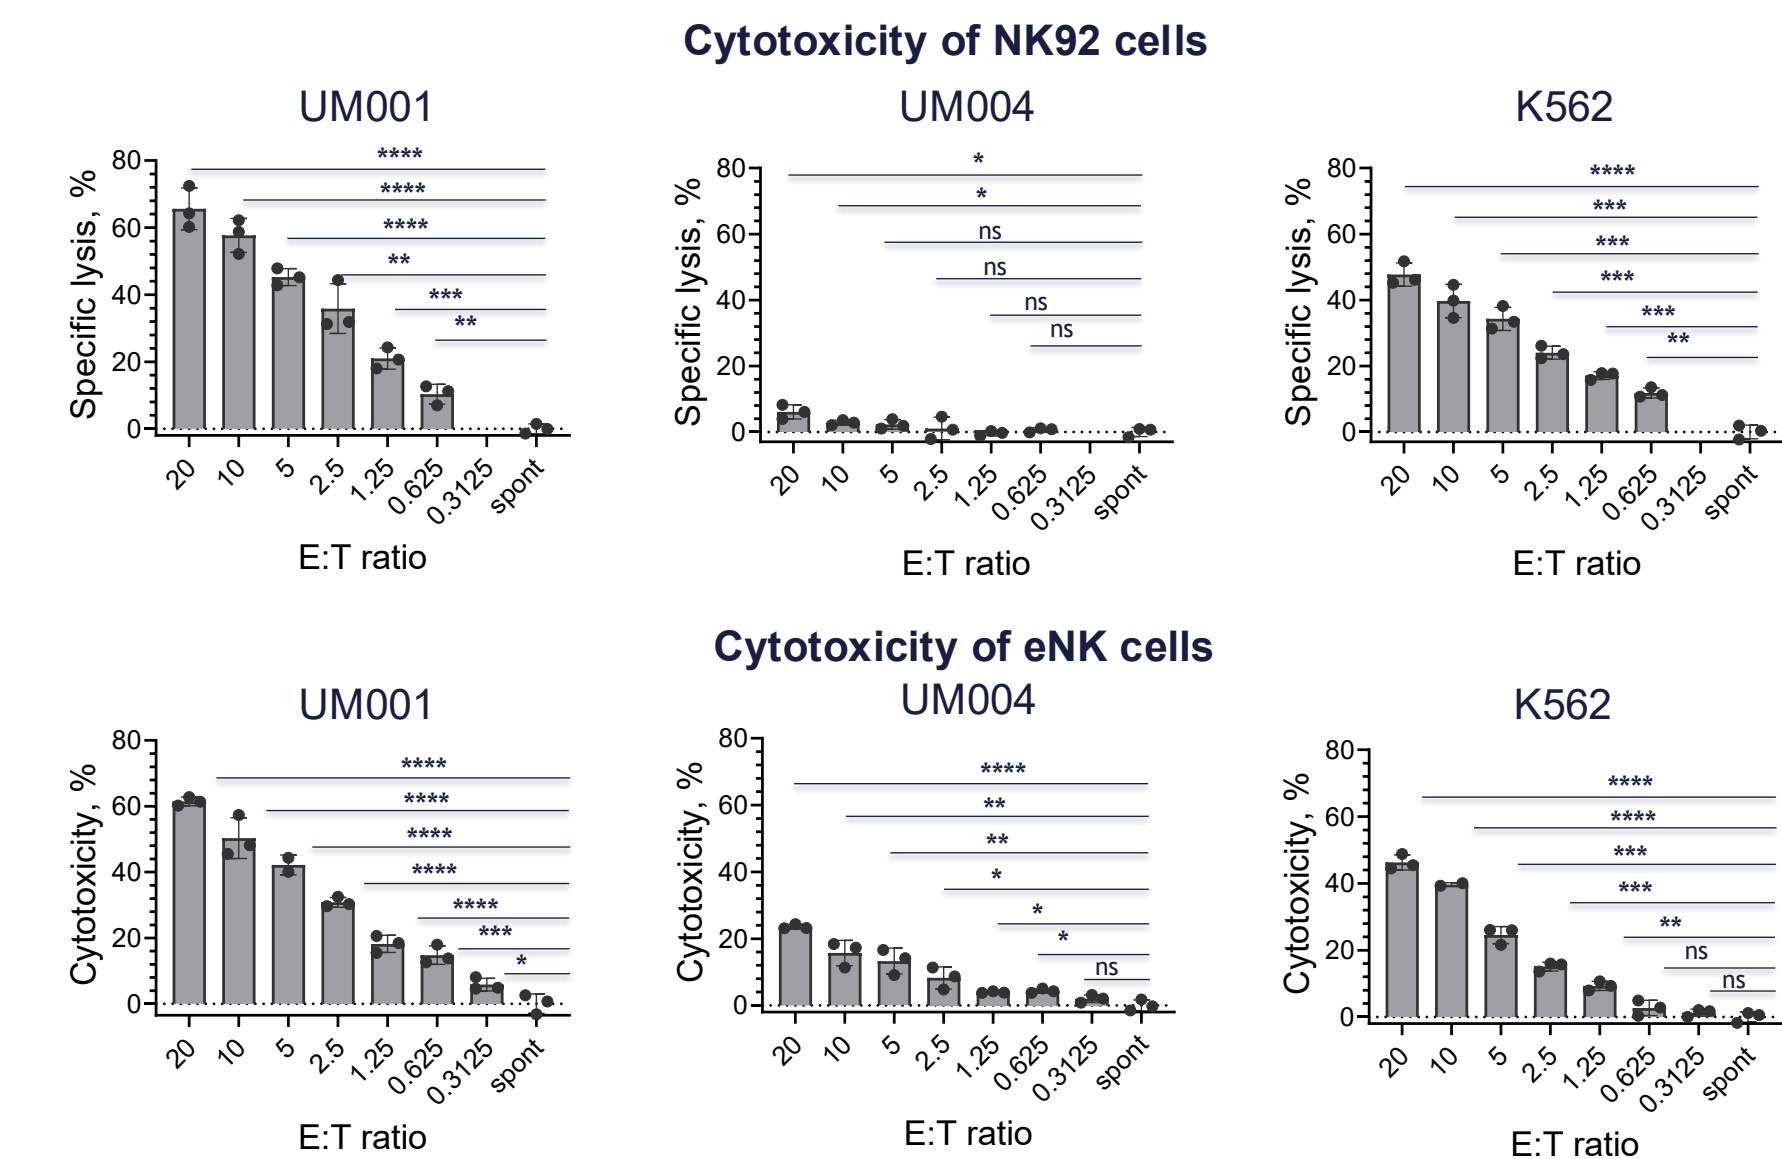 Cytotoxicity of NK92 cells
UM001
Specific lysis, %
80
60
40
20
0
****
****
****
**
***
**
20 10 5 2.5 1.25 0.625 0.3125 spont
E:T ratio
UM004
Specific lysis, %
80
60
40
20
0
*
*
ns
ns
ns
ns
20 10 5 2.5 1.25 0.625 0.3125 spont
E:T ratio
K562
Specific lysis, %
80
60
40
20
0
****
***
***
***
***
**
20 10 5 2.5 1.25 0.625 0.3125 spont
E:T ratio
Cytotoxicity of eNK cells
UM001
Cytotoxicity, %
80
60
40
20
0
****
****
****
****
****
***
*
20 10 5 2.5 1.25 0.625 0.3125 spont
E:T ratio
UM004
Cytotoxicity, %
80
60
40
20
0
****
**
**
*
*
*
ns
20 10 5 2.5 1.25 0.625 0.3125 spont
E:T ratio
K562
Cytotoxicity, %
80
60
40
20
0
****
****
***
***
**
ns
ns
20 10 5 2.5 1.25 0.625 0.3125 spont
E:T ratio